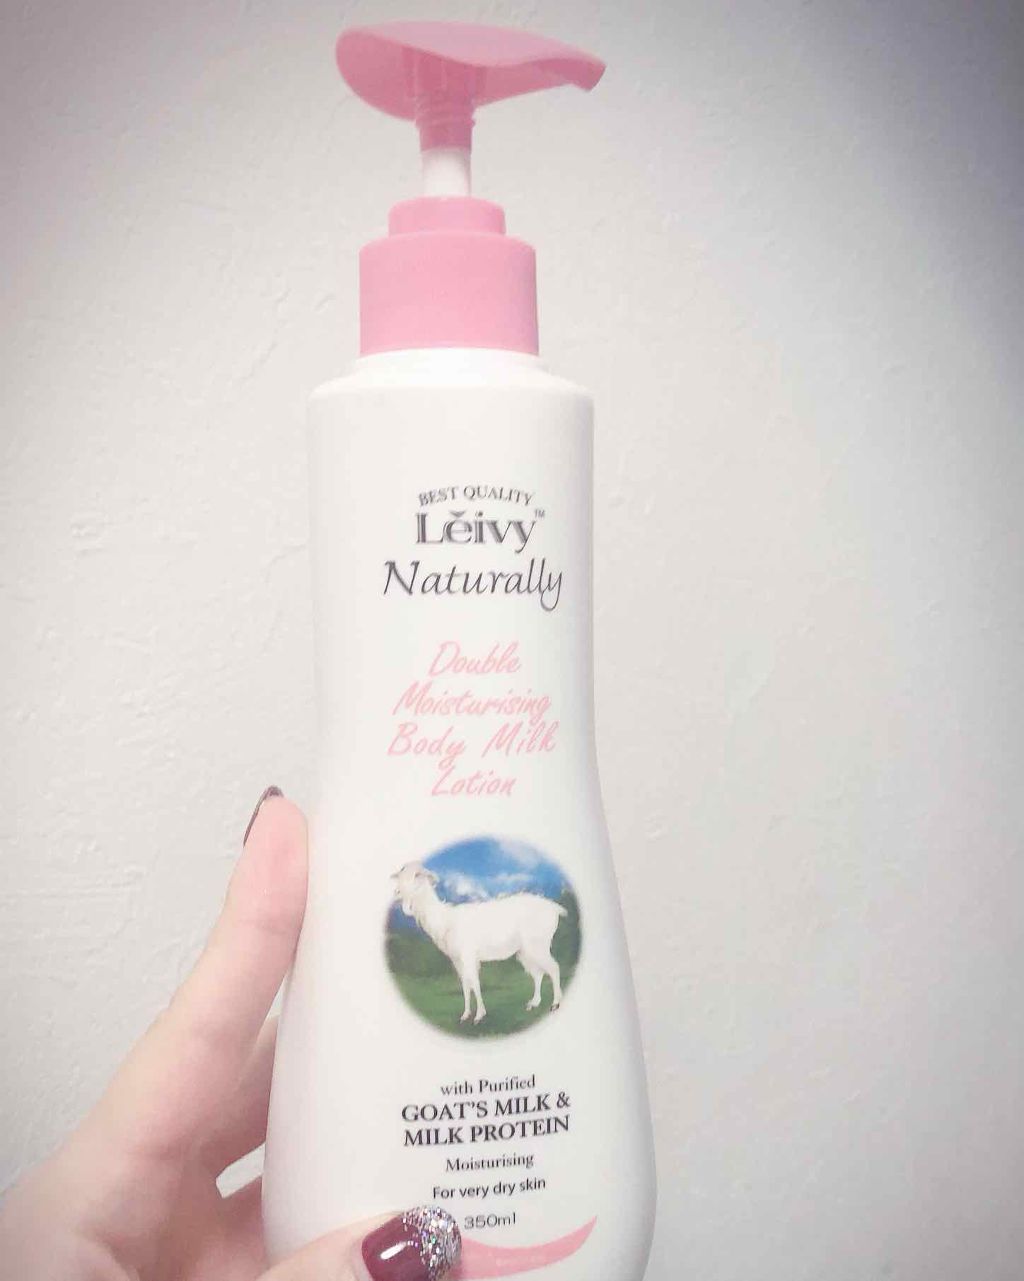 BEST QUALITY
Lĕivy™
Naturally
Double
Moisturising
Body Milk
Lotion
with Purified
GOAT'S MILK &
MILK PROTEIN
Moisturising
For very dry skin
350ml